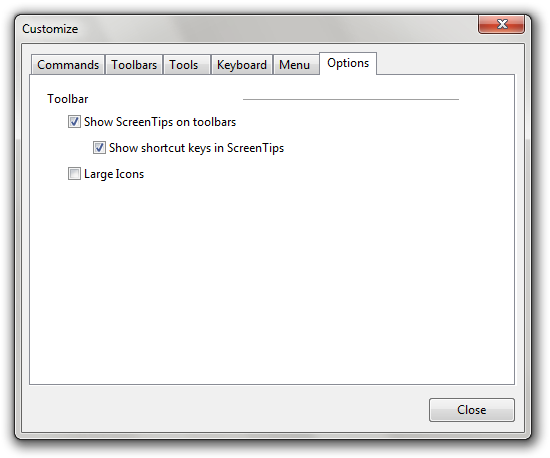 Customize
Commands Toolbars Tools Keyboard Menu Options
Toolbar
Show ScreenTips on toolbars
Show shortcut keys in ScreenTips
Large Icons
Close